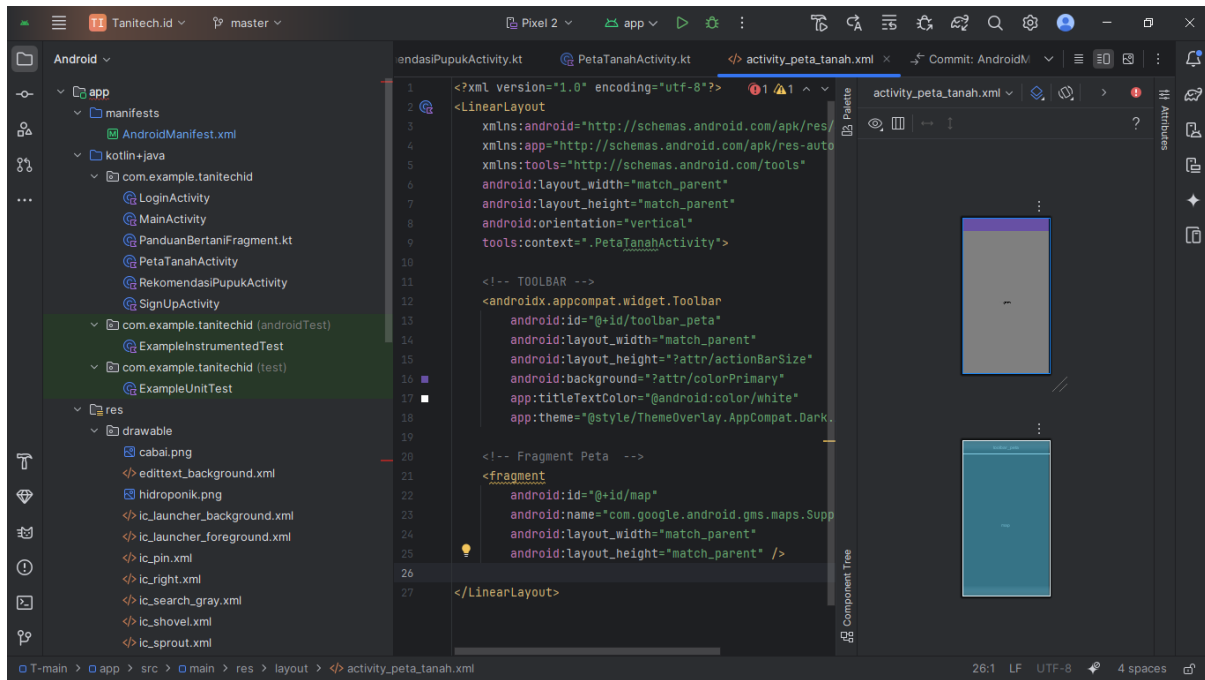 TI Tanitech.id master Pixel 2 app
Android
endasiPupukActivity.kt PetaTanahActivity.kt activity_peta_tanah.xml Commit: AndroidM
app
manifests
AndroidManifest.xml
kotlin+java
com.example.tanitechid
LoginActivity
MainActivity
PanduanBertaniFragment.kt
PetaTanahActivity
RekomendasiPupukActivity
SignUpActivity
com.example.tanitechid (androidTest)
ExampleInstrumentedTest
com.example.tanitechid (test)
ExampleUnitTest
res
drawable
cabai.png
edittext_background.xml
hidroponik.png
ic_launcher_background.xml
ic_launcher_foreground.xml
ic_pin.xml
ic_right.xml
ic_search_gray.xml
ic_shovel.xml
ic_sprout.xml
1 <?xml version="1.0" encoding="utf-8"?> 1 1
2 <LinearLayout
3 xmlns:android="http://schemas.android.com/apk/res/
4 xmlns:app="http://schemas.android.com/apk/res-auto
5 xmlns:tools="http://schemas.android.com/tools"
6 android:layout_width="match_parent"
7 android:layout_height="match_parent"
8 android:orientation="vertical"
9 tools:context=".PetaTanahActivity">
10
11 <!-- TOOLBAR -->
12 <androidx.appcompat.widget.Toolbar
13 android:id="@+id/toolbar_peta"
14 android:layout_width="match_parent"
15 android:layout_height="?attr/actionBarSize"
16 android:background="?attr/colorPrimary"
17 app:titleTextColor="@android:color/white"
18 app:theme="@style/ThemeOverlay.AppCompat.Dark.
19
20 <!-- Fragment Peta -->
21 <fragment
22 android:id="@+id/map"
23 android:name="com.google.android.gms.maps.Supp
24 android:layout_width="match_parent"
25 android:layout_height="match_parent" />
26
27 </LinearLayout>
Palette
Component Tree
activity_peta_tanah.xml
?
Attributes
T-main > app > src > main > res > layout > activity_peta_tanah.xml
26:1 LF UTF-8 4 spaces